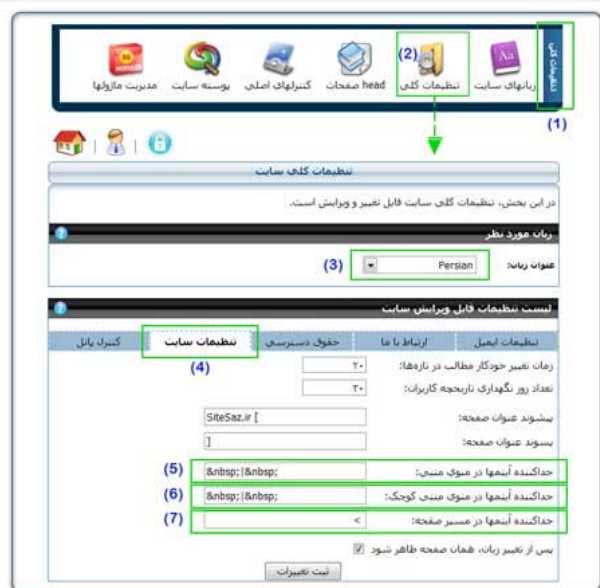 تنظیمات کلی
زبانهای سایت
تنظیمات کلی
head صفحات
کنترلهای اصلی
پوسته سایت
مدیریت ماژولها
(2)
(1)
تنظیمات کلی سایت
در این بخش، تنظیمات کلی سایت قابل تغییر و ویرایش است.
زبان مورد نظر
عنوان زبان: Persian (3)
لیست تنظیمات قابل ویرایش سایت
تنظیمات ایمیل
ارتباط با ما
حقوق دسترسی
تنظیمات سایت
کنترل پانل
(4)
زمان تغییر خودکار مطالب در تازه‌ها: ۲۰
تعداد روز نگهداری تاریخچه کاربران: ۳۰
پیشوند عنوان صفحه: SiteSaz.ir [
پسوند عنوان صفحه: ]
جداکننده آیتمها در منوی متنی: &nbsp;|&nbsp; (5)
جداکننده آیتمها در منوی متنی کوچک: &nbsp;|&nbsp; (6)
جداکننده آیتمها در مسیر صفحه: > (7)
پس از تغییر زبان، همان صفحه ظاهر شود
ثبت تغییرات